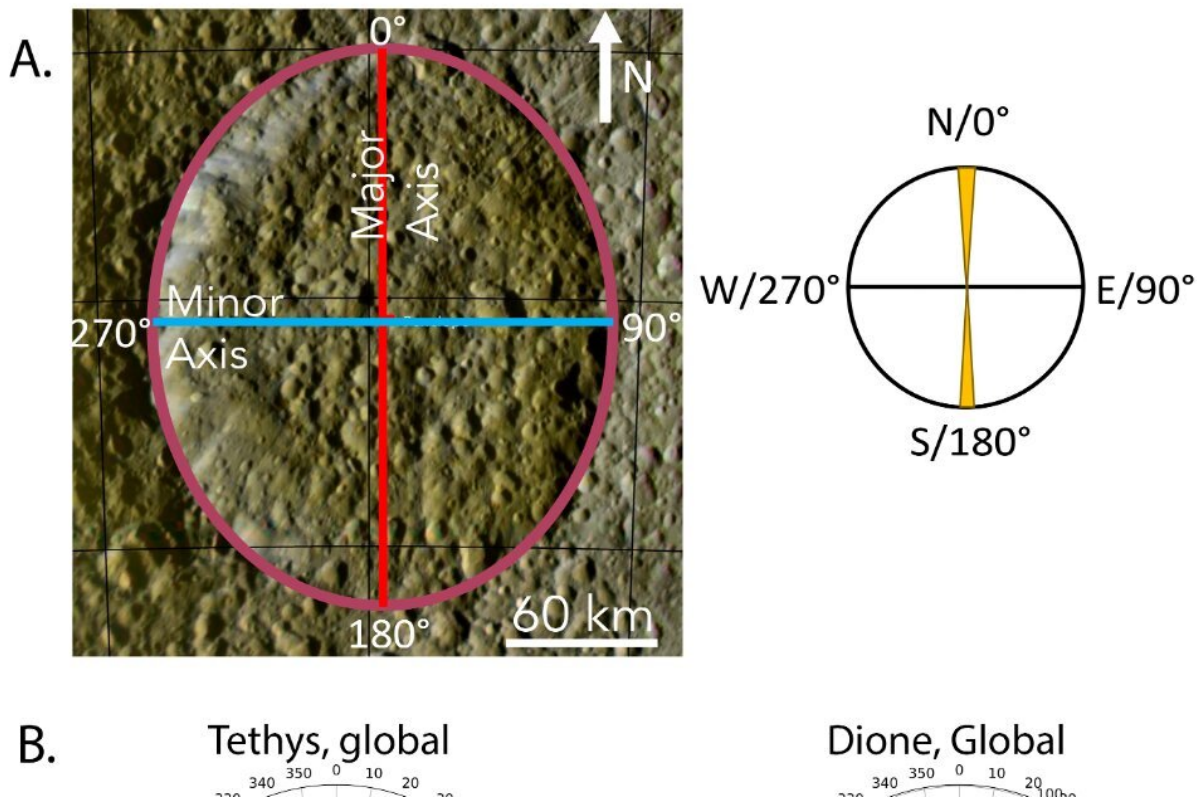 A.
0°
N
Major
Axis
Minor
Axis
270°
90°
60 km
180°
N/0°
W/270°
E/90°
S/180°
B.
Tethys, global
340 350 0 10 20
Dione, Global
340 350 0 10 20